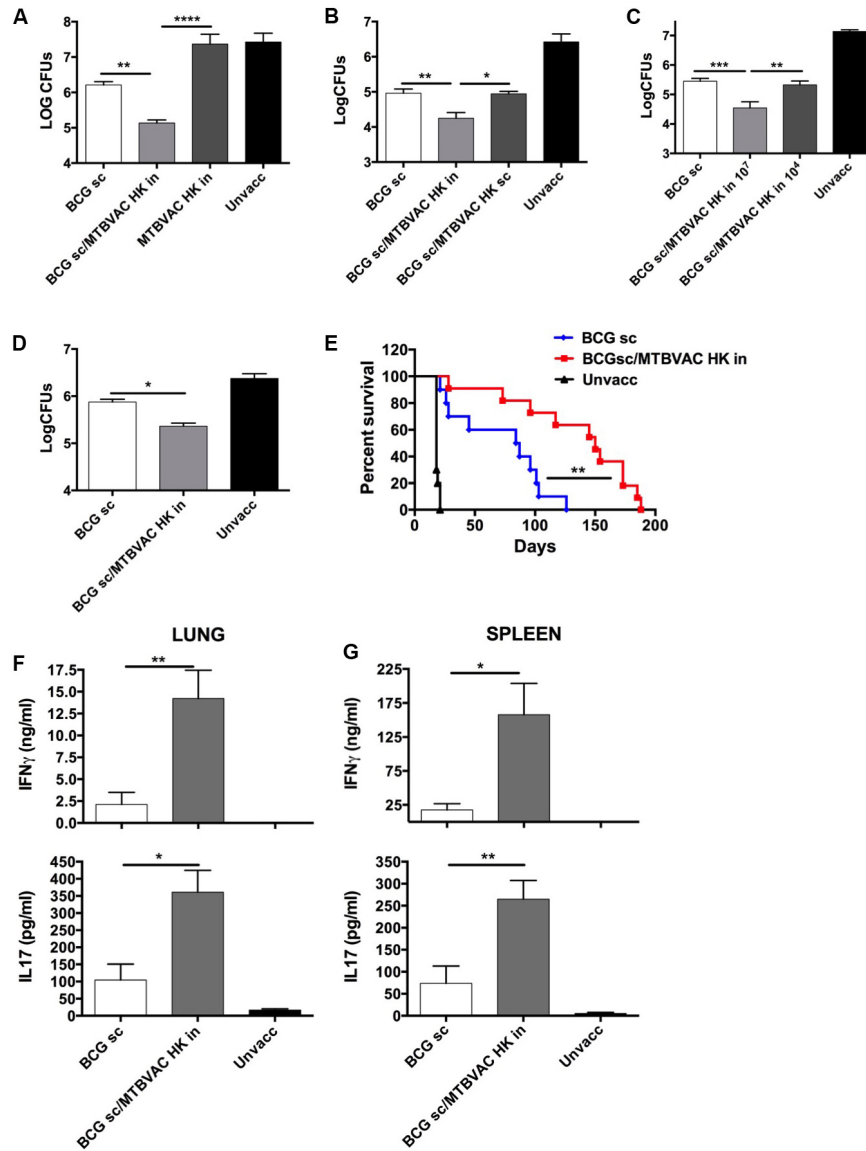 A
LOG CFUs
8
7
6
5
4
**
****
BCG sc
BCG sc/MTBVAC HK in
MTBVAC HK in
Unvacc
B
LogCFUs
7
6
5
4
3
2
**
*
BCG sc
BCG sc/MTBVAC HK in
BCG sc/MTBVAC HK sc
Unvacc
C
LogCFUs
7
6
5
4
3
***
**
BCG sc
BCG sc/MTBVAC HK in 10⁷
BCG sc/MTBVAC HK in 10⁴
Unvacc
D
LogCFUs
7
6
5
4
*
BCG sc
BCG sc/MTBVAC HK in
Unvacc
E
BCG sc
BCGsc/MTBVAC HK in
Unvacc
Percent survival
120
100
80
60
40
20
0
**
0 50 100 150 200
Days
LUNG
F
IFNγ (ng/ml)
17.5
15.0
12.5
10.0
7.5
5.0
2.5
0.0
**
IL17 (pg/ml)
450
400
350
300
250
200
150
100
50
0
*
BCG sc
BCG sc/MTBVAC HK in
Unvacc
SPLEEN
G
IFNγ (ng/ml)
225
175
125
75
25
*
IL17 (pg/ml)
350
300
250
200
150
100
50
0
**
BCG sc
BCG sc/MTBVAC HK in
Unvacc